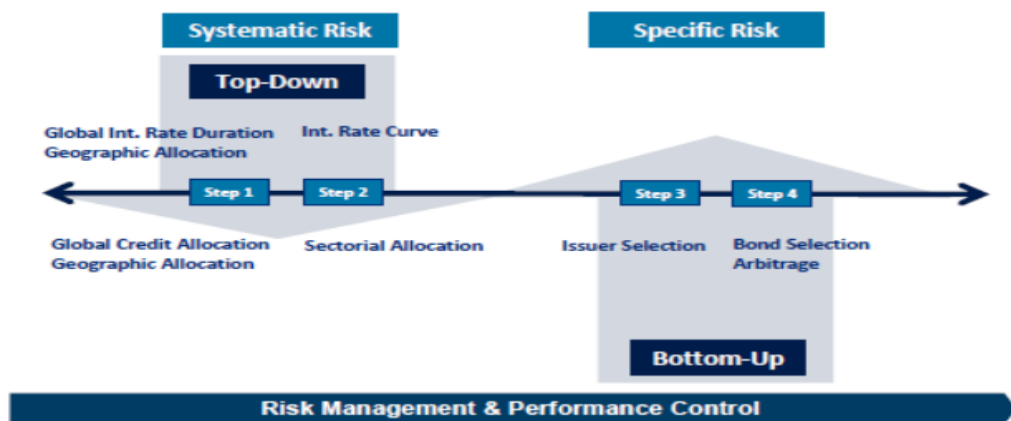 Systematic Risk
Specific Risk
Top-Down
Global Int. Rate Duration
Geographic Allocation
Int. Rate Curve
Step 1
Step 2
Step 3
Step 4
Global Credit Allocation
Geographic Allocation
Sectorial Allocation
Issuer Selection
Bond Selection
Arbitrage
Bottom-Up
Risk Management & Performance Control